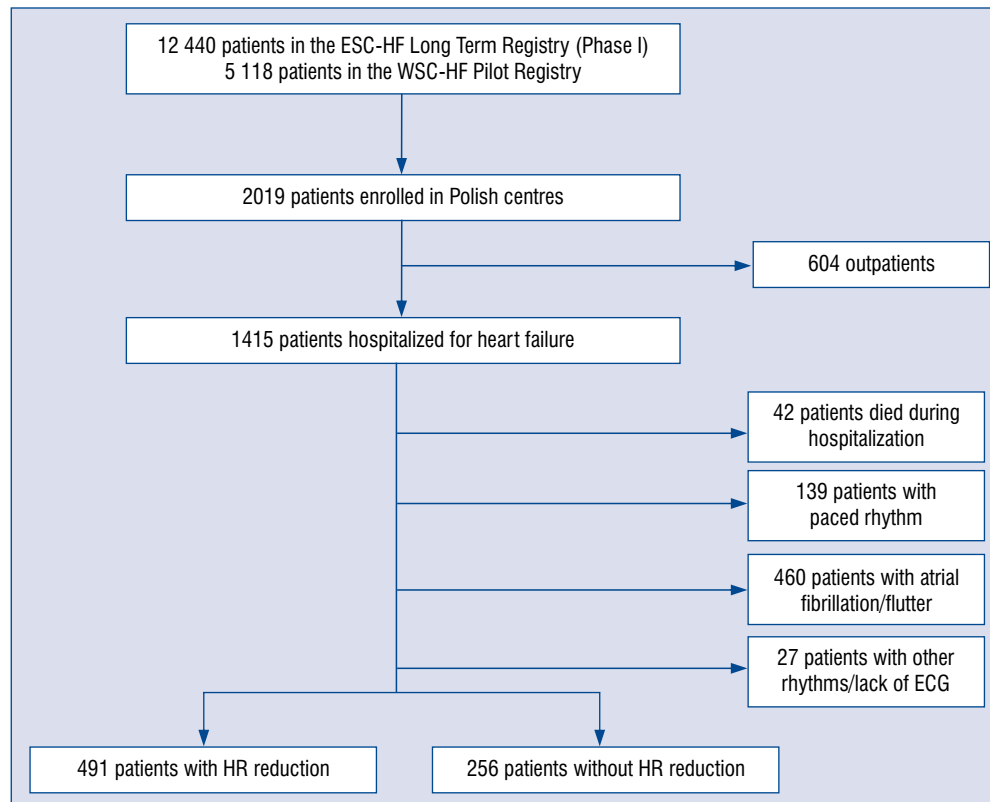 12 440 patients in the ESC-HF Long Term Registry (Phase I)
5 118 patients in the WSC-HF Pilot Registry
2019 patients enrolled in Polish centres
604 outpatients
1415 patients hospitalized for heart failure
42 patients died during
hospitalization
139 patients with
paced rhythm
460 patients with atrial
fibrillation/flutter
27 patients with other
rhythms/lack of ECG
491 patients with HR reduction
256 patients without HR reduction